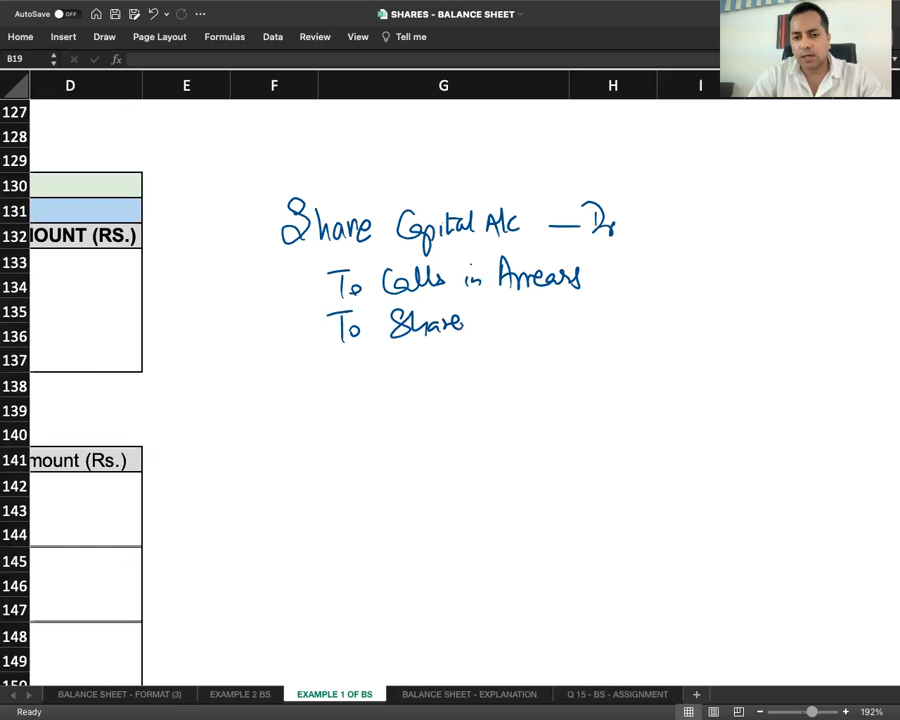 AutoSave OFF SHARES - BALANCE SHEET
Home Insert Draw Page Layout Formulas Data Review View Tell me
B19 fx
D E F G H I
127
128
129
130
131
132 MOUNT (RS.)
133
134
135
136
137
138
139
140
141 mount (Rs.)
142
143
144
145
146
147
148
149
150
Share Capital A/c — Dr
To Calls in Arrears
To Share
BALANCE SHEET - FORMAT (3) EXAMPLE 2 BS EXAMPLE 1 OF BS BALANCE SHEET - EXPLANATION Q 15 - BS - ASSIGNMENT +
Ready 192%